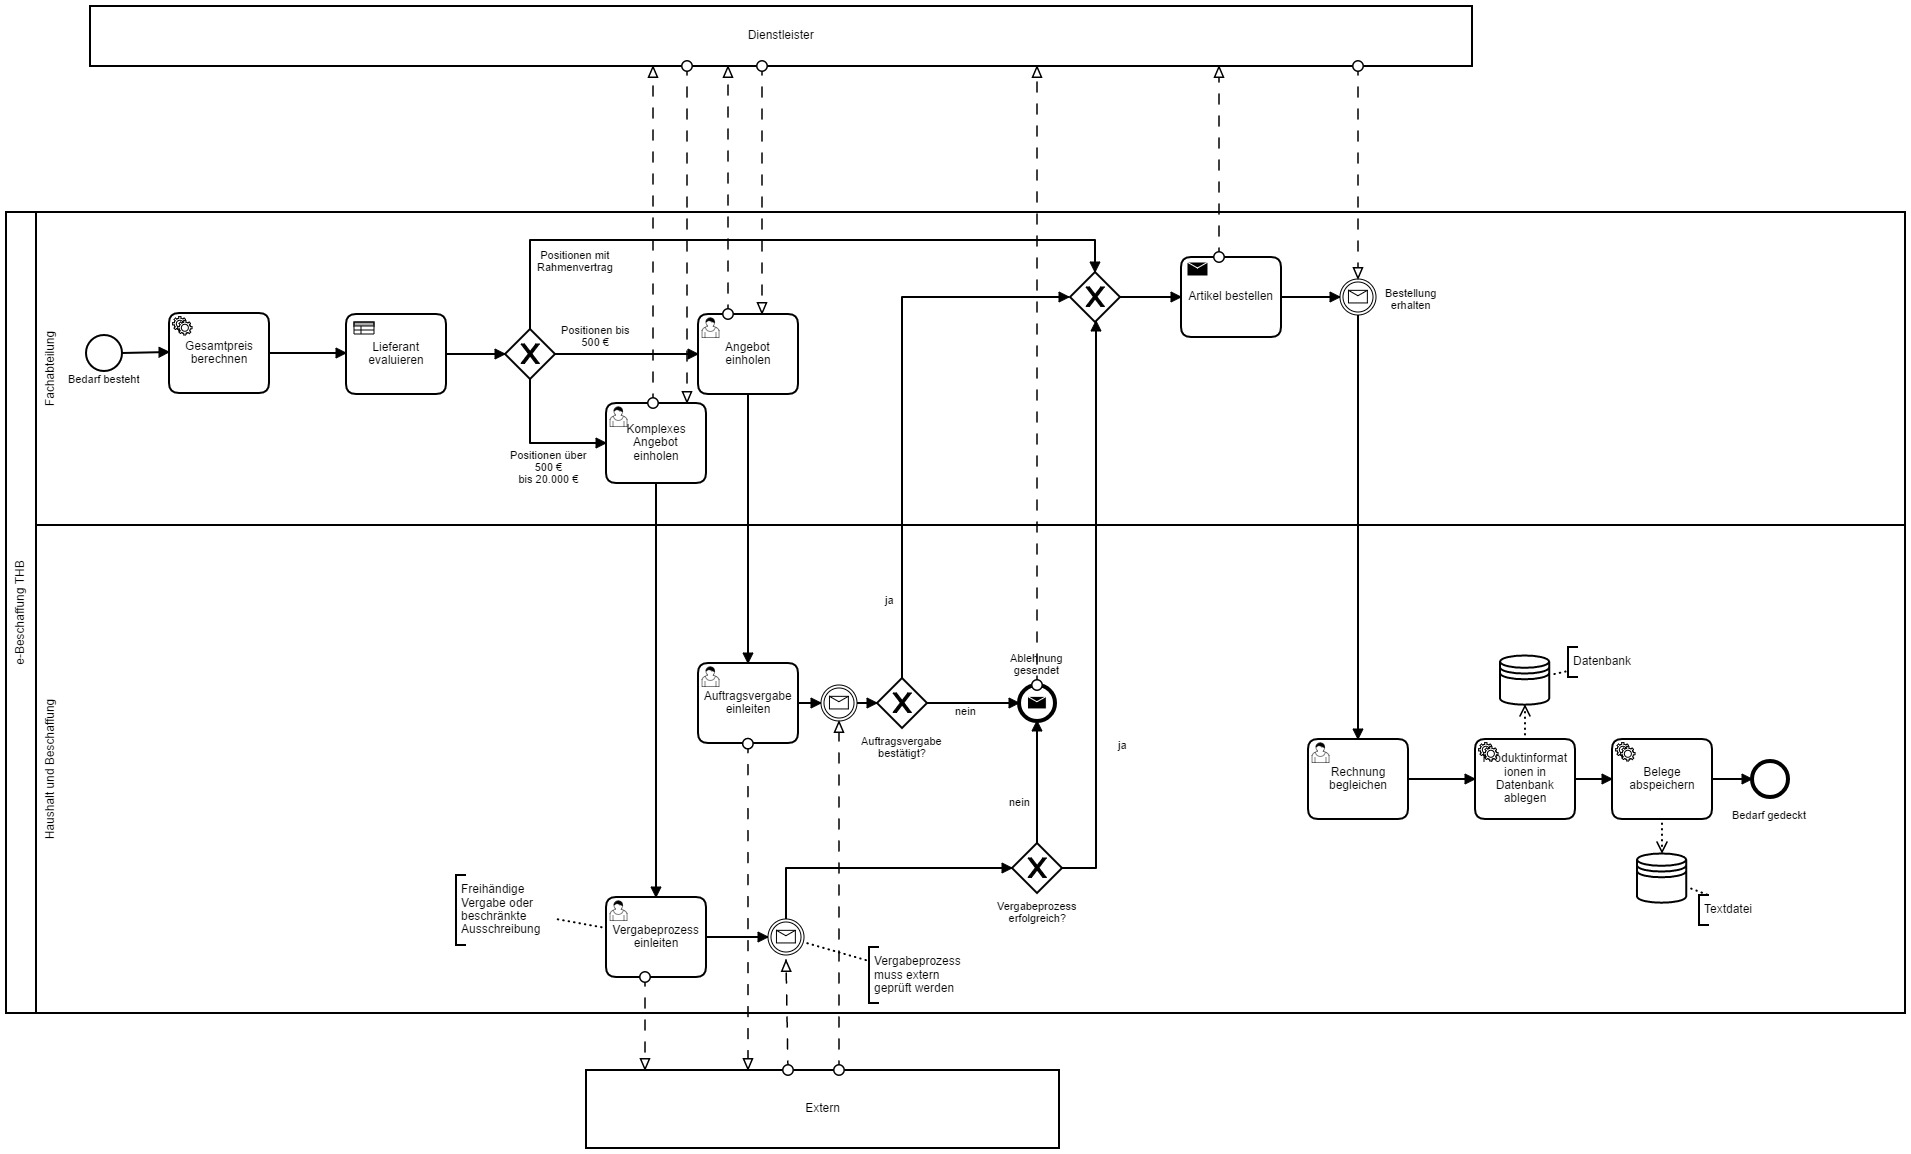 Dienstleister
e-Beschaffung THB
Fachabteilung
Bedarf besteht
Gesamtpreis
berechnen
Lieferant
evaluieren
Positionen mit
Rahmenvertrag
Positionen bis
500 €
Positionen über
500 €
bis 20.000 €
Angebot
einholen
Komplexes
Angebot
einholen
Artikel bestellen
Bestellung
erhalten
Haushalt und Beschaffung
Auftragsvergabe
einleiten
ja
Auftragsvergabe
bestätigt?
nein
Ablehnung
gesendet
ja
nein
Vergabeprozess
erfolgreich?
Freihändige
Vergabe oder
beschränkte
Ausschreibung
Vergabeprozess
einleiten
Vergabeprozess
muss extern
geprüft werden
Rechnung
begleichen
Produktinformat
ionen in
Datenbank
ablegen
Datenbank
Belege
abspeichern
Textdatei
Bedarf gedeckt
Extern